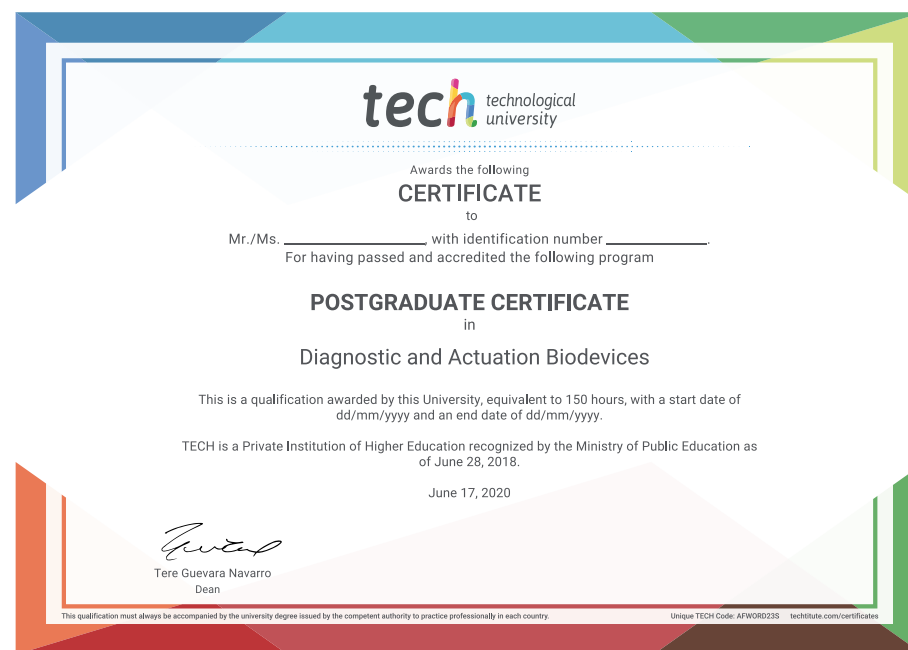 tech technological
university
Awards the following
CERTIFICATE
to
Mr./Ms. ____________________, with identification number ______________.
For having passed and accredited the following program
POSTGRADUATE CERTIFICATE
in
Diagnostic and Actuation Biodevices
This is a qualification awarded by this University, equivalent to 150 hours, with a start date of
dd/mm/yyyy and an end date of dd/mm/yyyy.
TECH is a Private Institution of Higher Education recognized by the Ministry of Public Education as
of June 28, 2018.
June 17, 2020
Tere Guevara Navarro
Dean
This qualification must always be accompanied by the university degree issued by the competent authority to practice professionally in each country. Unique TECH Code: AFWORD23S techtitute.com/certificates